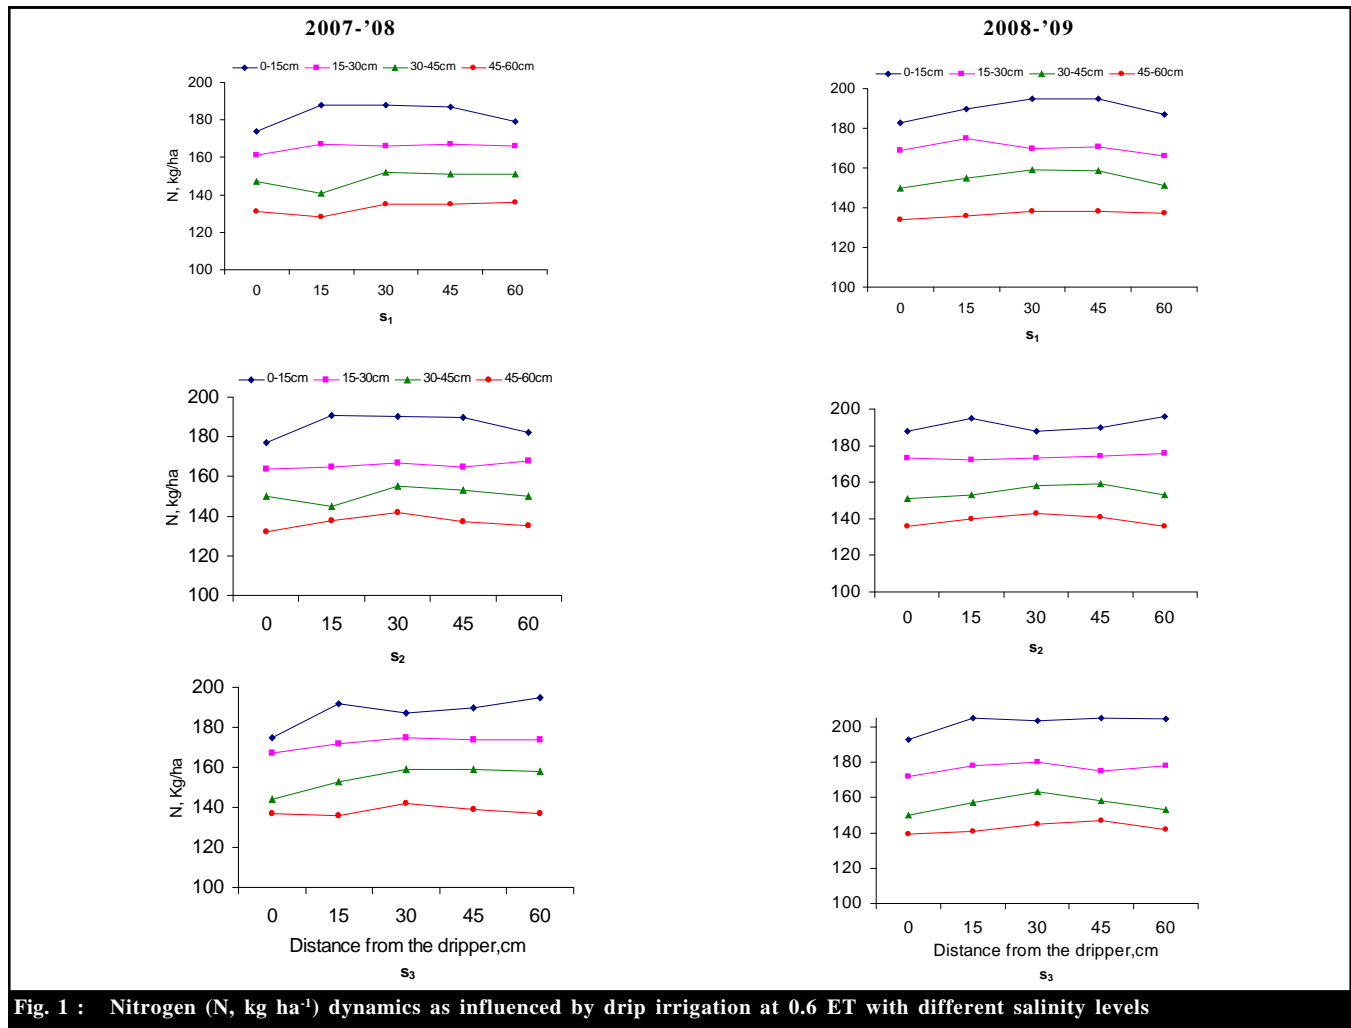 2007-'08
2008-'09
0-15cm 15-30cm 30-45cm 45-60cm
200
180
160
140
120
100
N, kg/ha
0 15 30 45 60
s1
0-15cm 15-30cm 30-45cm 45-60cm
200
180
160
140
120
100
0 15 30 45 60
s1
0-15cm 15-30cm 30-45cm 45-60cm
200
180
160
140
120
100
N, kg/ha
0 15 30 45 60
s2
200
180
160
140
120
100
0 15 30 45 60
s2
200
180
160
140
120
100
N, Kg/ha
0 15 30 45 60
Distance from the dripper,cm
s3
200
180
160
140
120
100
0 15 30 45 60
Distance from the dripper,cm
s3
Fig. 1 : Nitrogen (N, kg ha-1) dynamics as influenced by drip irrigation at 0.6 ET with different salinity levels